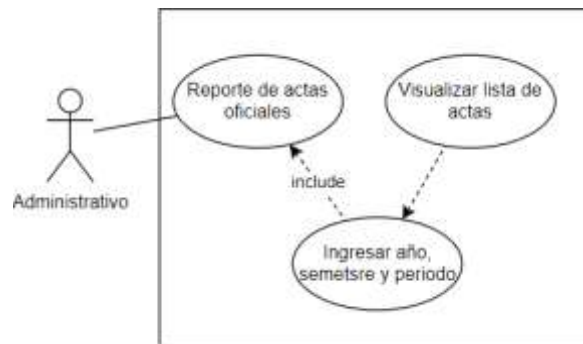 Reporte de actas
oficiales
Visualizar lista de
actas
include
Administrativo
Ingresar año,
semetsre y periodo